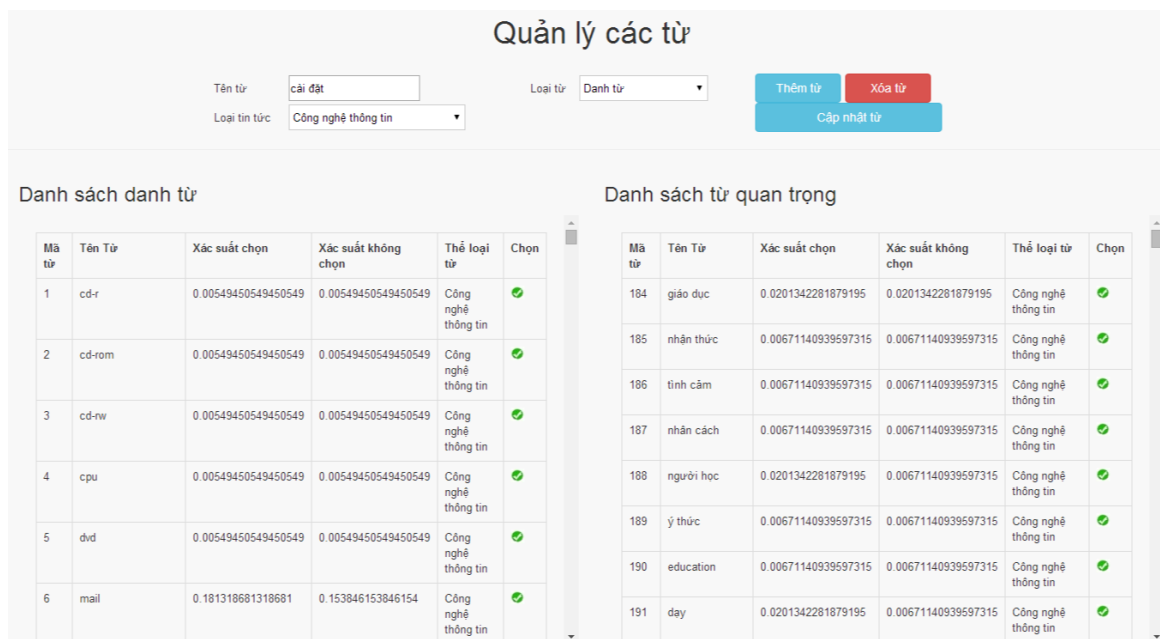 Quản lý các từ
Tên từ cài đặt Loại từ Danh từ Thêm từ Xóa từ
Loại tin tức Công nghệ thông tin Cập nhật từ
Danh sách danh từ
Mã từ Tên Từ Xác suất chọn Xác suất không chọn Thể loại từ Chọn
1 cd-r 0.00549450549450549 0.00549450549450549 Công nghệ thông tin
2 cd-rom 0.00549450549450549 0.00549450549450549 Công nghệ thông tin
3 cd-rw 0.00549450549450549 0.00549450549450549 Công nghệ thông tin
4 cpu 0.00549450549450549 0.00549450549450549 Công nghệ thông tin
5 dvd 0.00549450549450549 0.00549450549450549 Công nghệ thông tin
6 mail 0.181318681318681 0.153846153846154 Công nghệ thông tin
Danh sách từ quan trọng
Mã từ Tên Từ Xác suất chọn Xác suất không chọn Thể loại từ Chọn
184 giáo dục 0.0201342281879195 0.0201342281879195 Công nghệ thông tin
185 nhận thức 0.00671140939597315 0.00671140939597315 Công nghệ thông tin
186 tình cảm 0.00671140939597315 0.00671140939597315 Công nghệ thông tin
187 nhân cách 0.00671140939597315 0.00671140939597315 Công nghệ thông tin
188 người học 0.0201342281879195 0.00671140939597315 Công nghệ thông tin
189 ý thức 0.00671140939597315 0.00671140939597315 Công nghệ thông tin
190 education 0.00671140939597315 0.00671140939597315 Công nghệ thông tin
191 dạy 0.0201342281879195 0.00671140939597315 Công nghệ thông tin